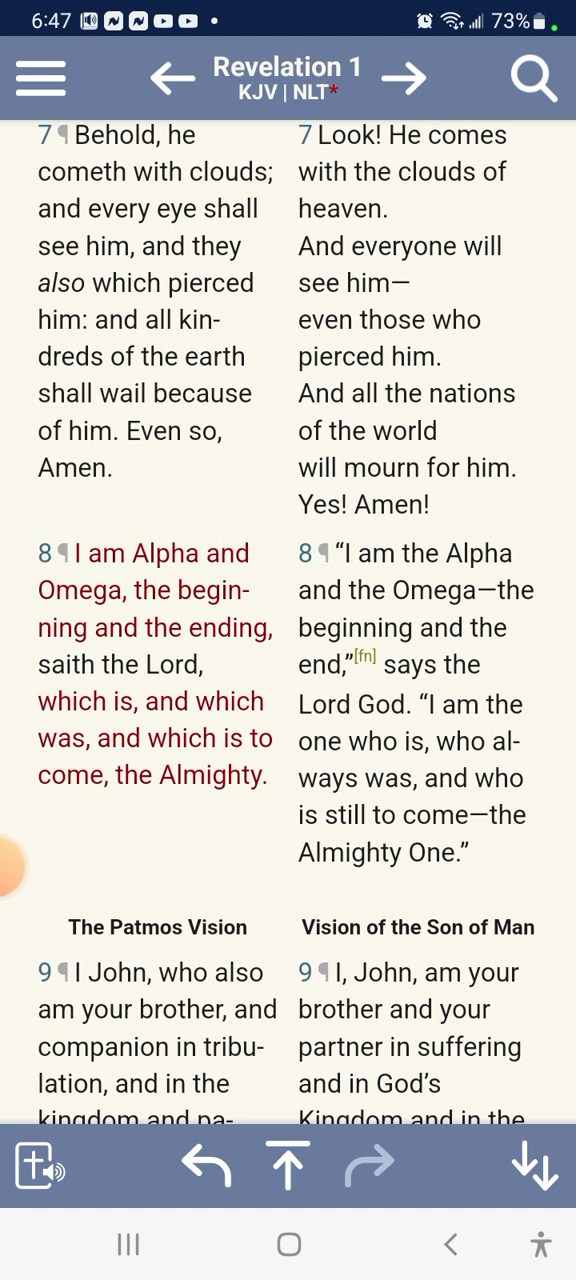 6:47
73%
Revelation 1
KJV | NLT*
7 ¶ Behold, he
cometh with clouds;
and every eye shall
see him, and they
also which pierced
him: and all kin-
dreds of the earth
shall wail because
of him. Even so,
Amen.
7 Look! He comes
with the clouds of
heaven.
And everyone will
see him—
even those who
pierced him.
And all the nations
of the world
will mourn for him.
Yes! Amen!
8 ¶ I am Alpha and
Omega, the begin-
ning and the ending,
saith the Lord,
which is, and which
was, and which is to
come, the Almighty.
8 ¶ “I am the Alpha
and the Omega—the
beginning and the
end,”[fn] says the
Lord God. “I am the
one who is, who al-
ways was, and who
is still to come—the
Almighty One.”
The Patmos Vision
9 ¶ I John, who also
am your brother, and
companion in tribu-
lation, and in the
kingdom and pa-
Vision of the Son of Man
9 ¶ I, John, am your
brother and your
partner in suffering
and in God’s
Kingdom and in the